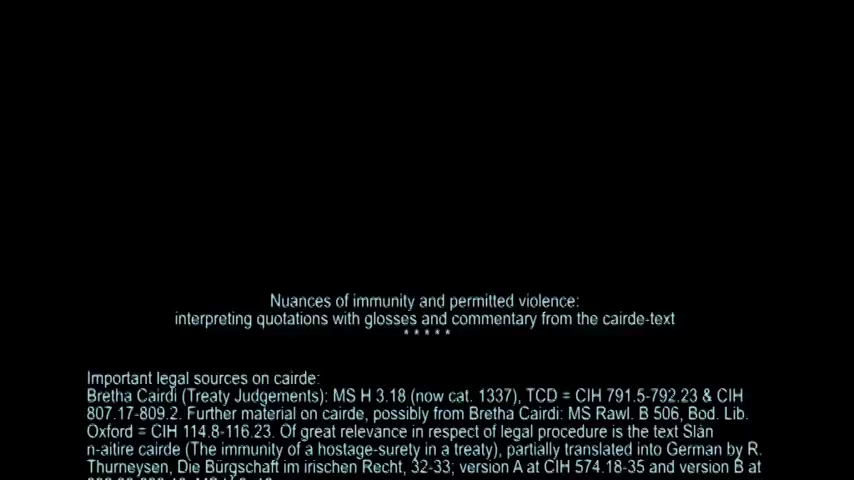 Nuances of immunity and permitted violence:
interpreting quotations with glosses and commentary from the cairde-text
* * * * *
Important legal sources on cairde:
Bretha Cairdi (Treaty Judgements): MS H 3.18 (now cat. 1337), TCD = CIH 791.5-792.23 & CIH
807.17-809.2. Further material on cairde, possibly from Bretha Cairdi: MS Rawl. B 506, Bod. Lib.
Oxford = CIH 114.8-116.23. Of great relevance in respect of legal procedure is the text Slán
n-aitire cairde (The immunity of a hostage-surety in a treaty), partially translated into German by R.
Thurneysen, Die Bürgschaft im irischen Recht, 32-33; version A at CIH 574.18-35 and version B at